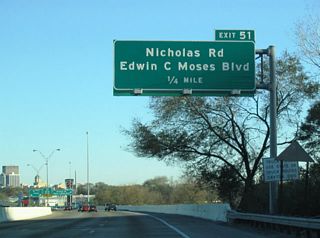 EXIT 51
Nicholas Rd
Edwin C Moses Blvd
1/4 MILE